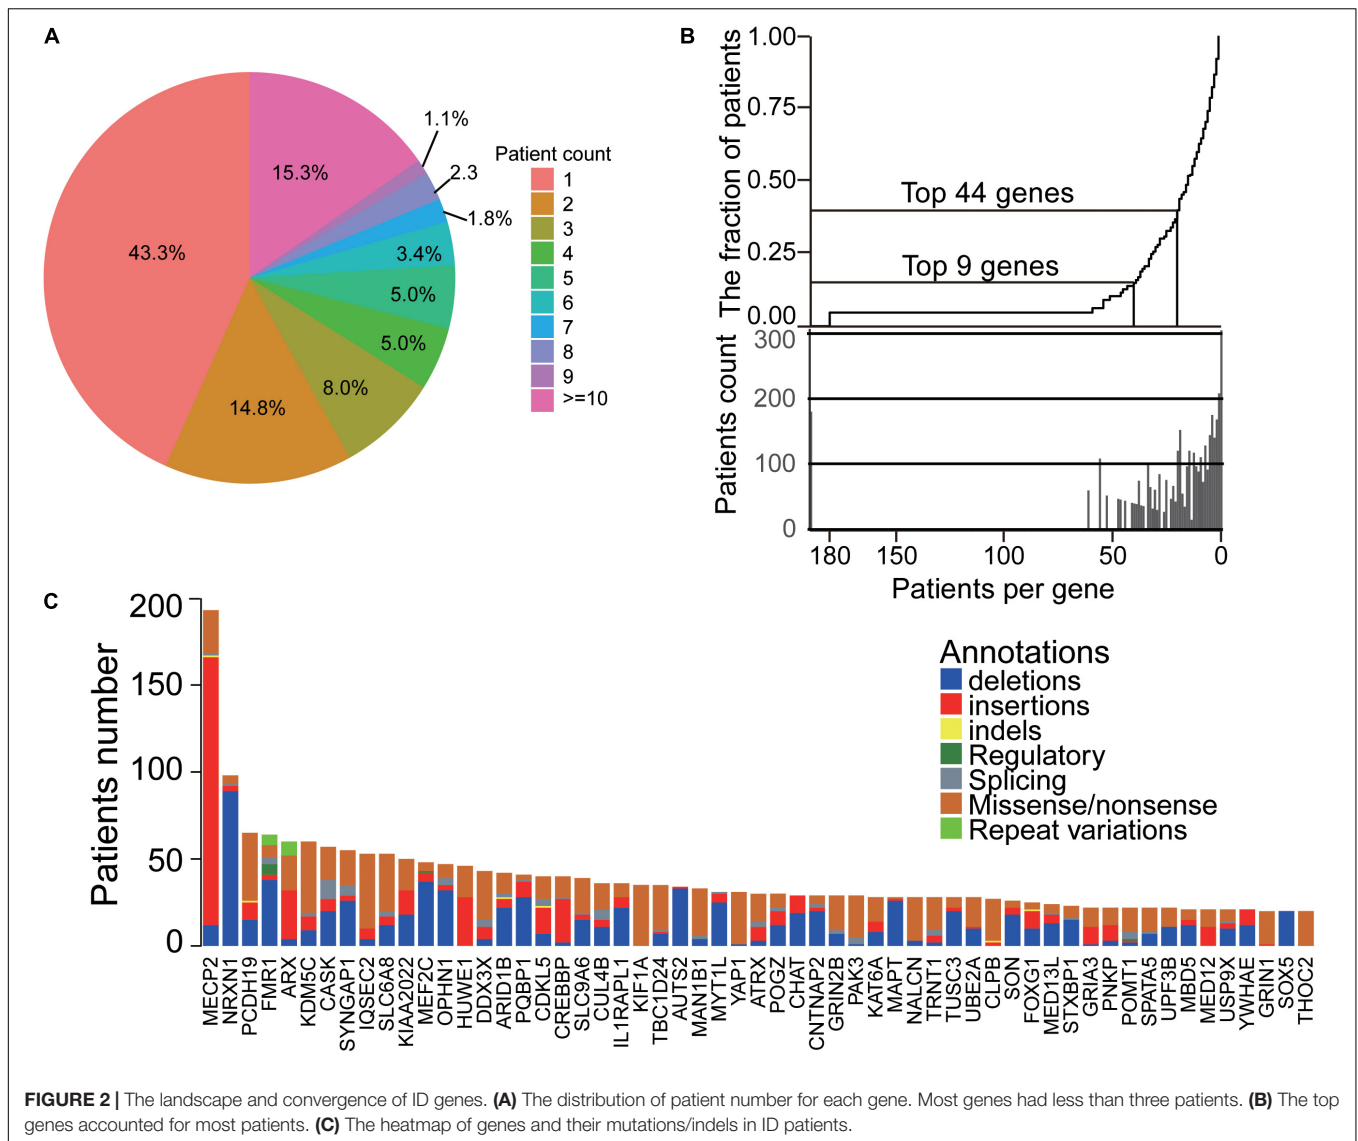 A
1.1%
2.3
1.8%
15.3%
3.4%
5.0%
5.0%
8.0%
14.8%
43.3%
Patient count
1
2
3
4
5
6
7
8
9
>=10
B
The fraction of patients
1.00
0.75
0.50
0.25
0.00
Top 44 genes
Top 9 genes
Patients count
300
200
100
0
180
150
100
50
0
Patients per gene
C
Patients number
200
150
100
50
0
Annotations
deletions
insertions
indels
Regulatory
Splicing
Missense/nonsense
Repeat variations
MECP2
NRXN1
PCDH19
FMR1
ARX
KDM5C
CASK
SYNGAP1
IQSEC2
SLC6A8
KIAA2022
MEF2C
OPHN1
HUWE1
DDX3X
ARID1B
PQBP1
CDKL5
CREBBP
SLC9A6
CUL4B
IL1RAPL1
KIF1A
TBC1D24
AUTS2
MAN1B1
MYT1L
YAP1
ATRX
POGZ
CHAT
CNTNAP2
GRIN2B
PAK3
KAT6A
MAPT
NALCN
TRNT1
TUSC3
UBE2A
CLPB
SON
FOXG1
MED13L
STXBP1
GRIA3
PNKP
POMT1
SPATA5
UPF3B
MBD5
MED12
USP9X
YWHAE
GRIN1
SOX5
THOC2
FIGURE 2 | The landscape and convergence of ID genes. (A) The distribution of patient number for each gene. Most genes had less than three patients. (B) The top
genes accounted for most patients. (C) The heatmap of genes and their mutations/indels in ID patients.